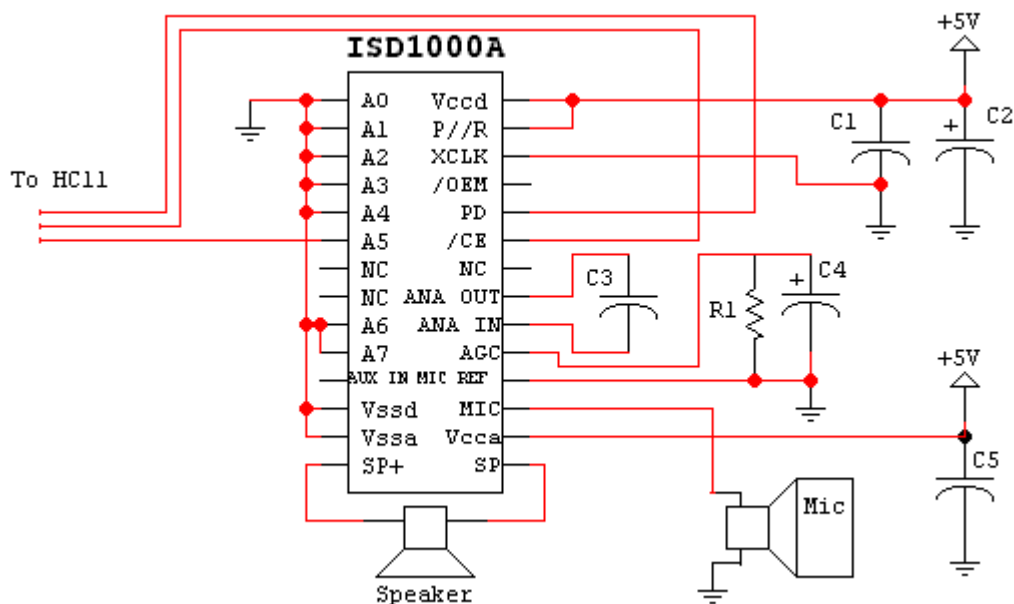 +5V
ISD1000A
A0 Vccd
A1 P//R
A2 XCLK
A3 /OEM
A4 PD
A5 /CE
NC NC
NC ANA OUT
A6 ANA IN
A7 AGC
AUX IN MIC REF
Vssd MIC
Vssa Vcca
SP+ SP
To HC11
C1
+
C2
C3
R1
+
C4
+5V
C5
Mic
Speaker